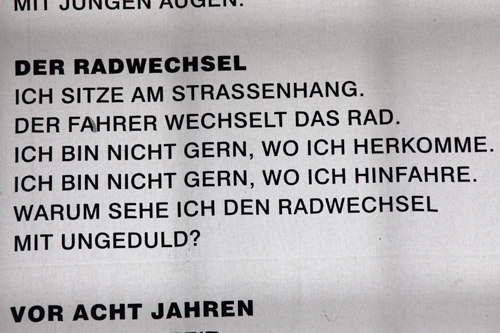 MIT JUNGEN AUGEN.
DER RADWECHSEL
ICH SITZE AM STRASSENHANG.
DER FAHRER WECHSELT DAS RAD.
ICH BIN NICHT GERN, WO ICH HERKOMME.
ICH BIN NICHT GERN, WO ICH HINFAHRE.
WARUM SEHE ICH DEN RADWECHSEL
MIT UNGEDULD?
VOR ACHT JAHREN